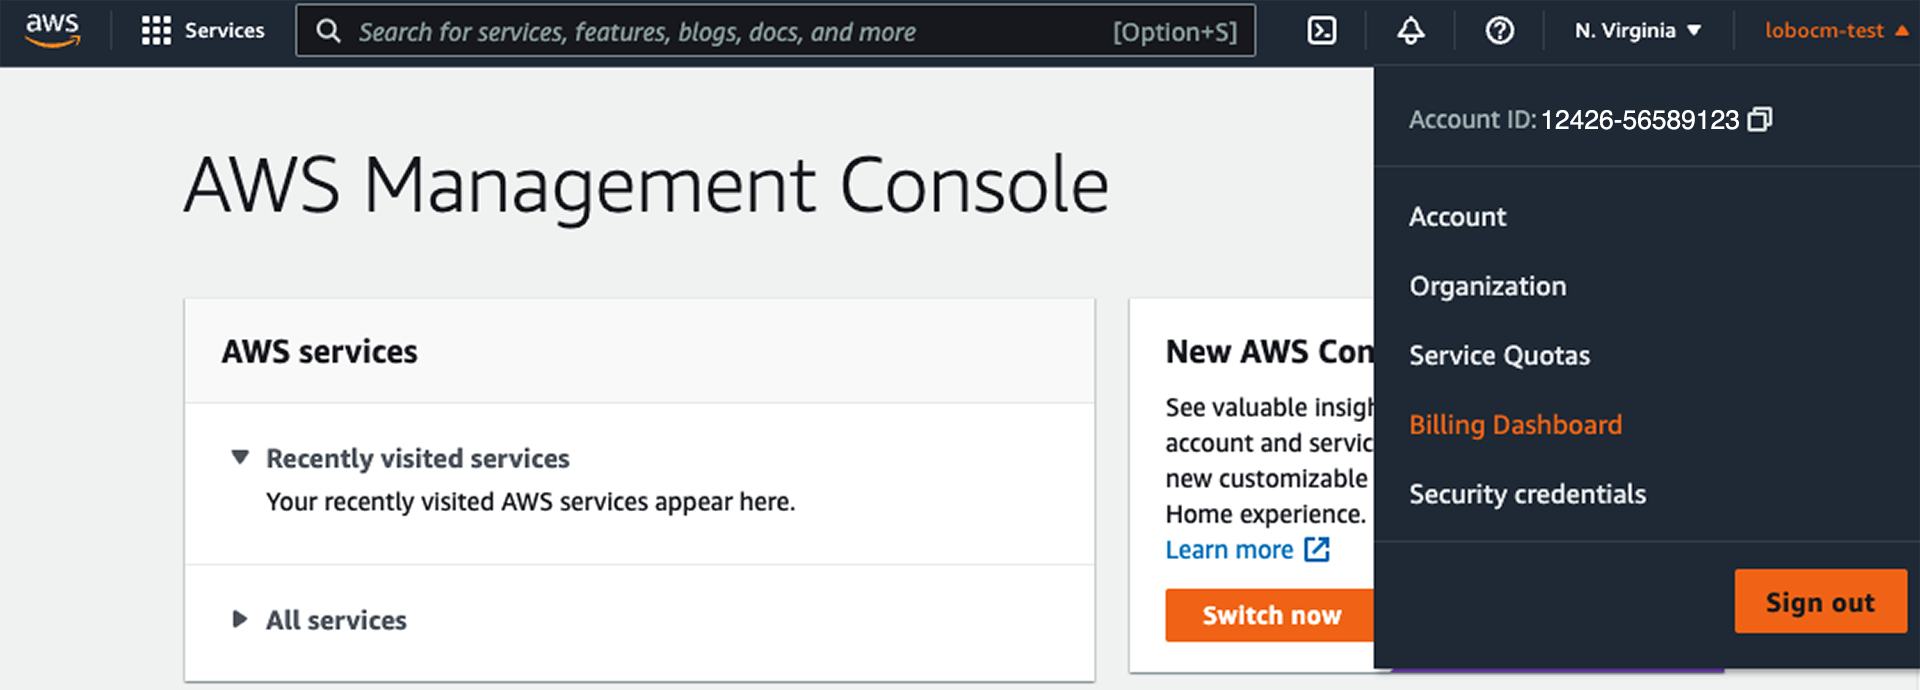 aws
Services
Search for services, features, blogs, docs, and more
[Option+S]
N. Virginia
lobocm-test
Account ID: 12426-56589123
Account
Organization
Service Quotas
Billing Dashboard
Security credentials
Sign out
AWS Management Console
AWS services
Recently visited services
Your recently visited AWS services appear here.
All services
New AWS Con
See valuable insigh
account and servic
new customizable
Home experience.
Learn more
Switch now